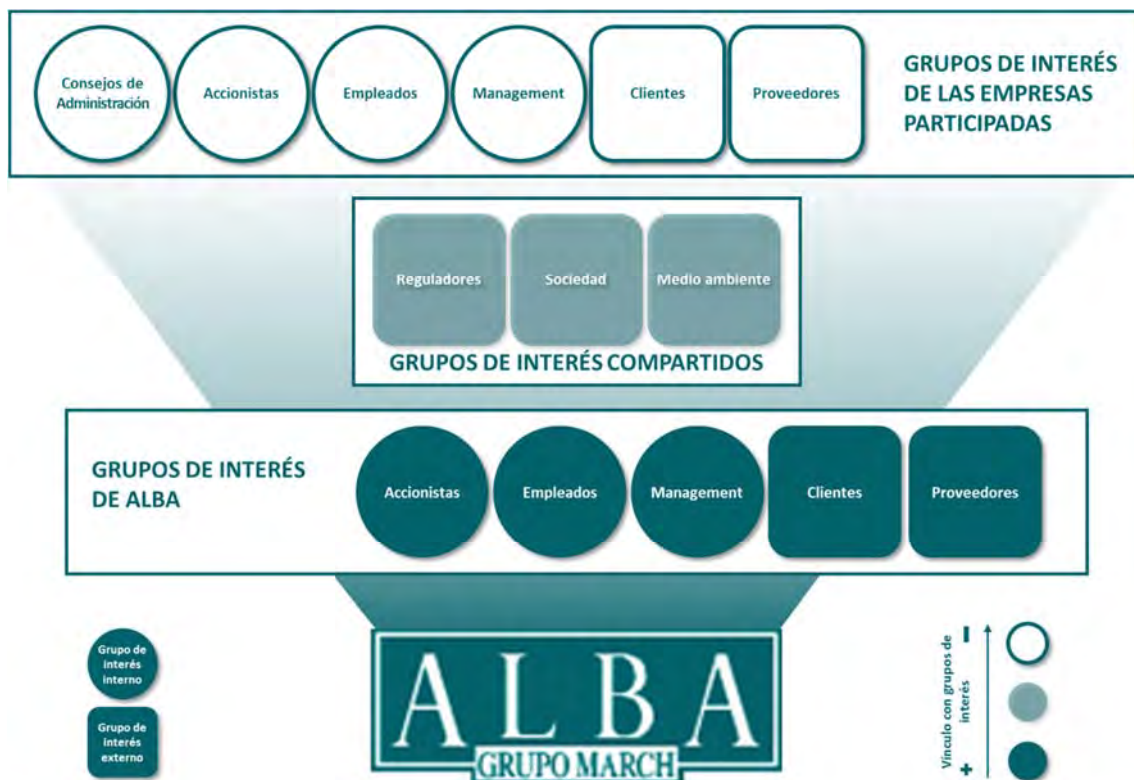 Consejos de
Administración
Accionistas
Empleados
Management
Clientes
Proveedores
GRUPOS DE INTERÉS
DE LAS EMPRESAS
PARTICIPADAS
Reguladores
Sociedad
Medio ambiente
GRUPOS DE INTERÉS COMPARTIDOS
GRUPOS DE INTERÉS
DE ALBA
Accionistas
Empleados
Management
Clientes
Proveedores
Grupo de
interés
interno
Grupo de
interés
externo
ALBA
GRUPO MARCH
Vínculo con grupos de
interés
−
+